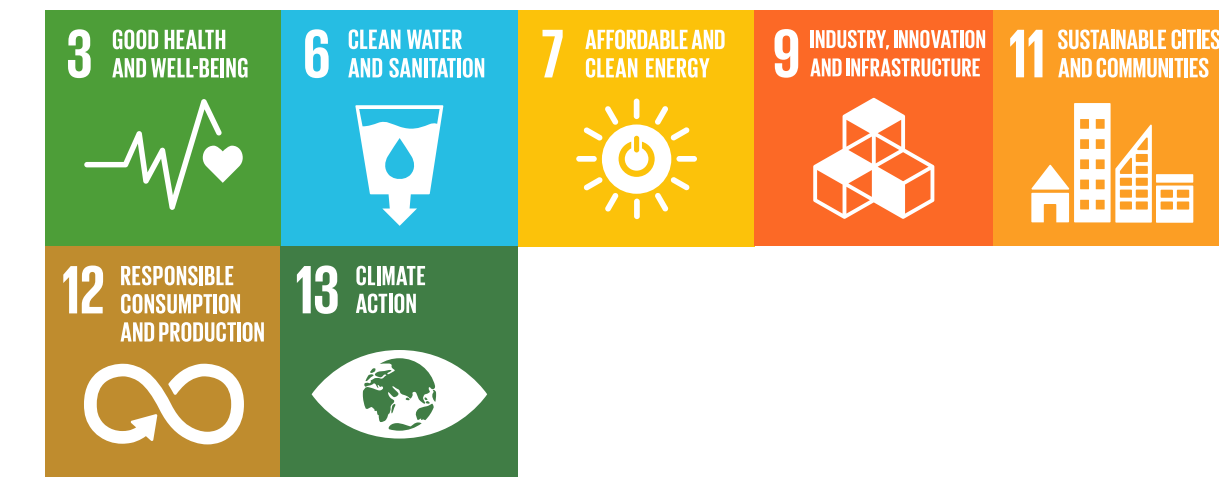 3 GOOD HEALTH
AND WELL-BEING
6 CLEAN WATER
AND SANITATION
7 AFFORDABLE AND
CLEAN ENERGY
9 INDUSTRY, INNOVATION
AND INFRASTRUCTURE
11 SUSTAINABLE CITIES
AND COMMUNITIES
12 RESPONSIBLE
CONSUMPTION
AND PRODUCTION
13 CLIMATE
ACTION